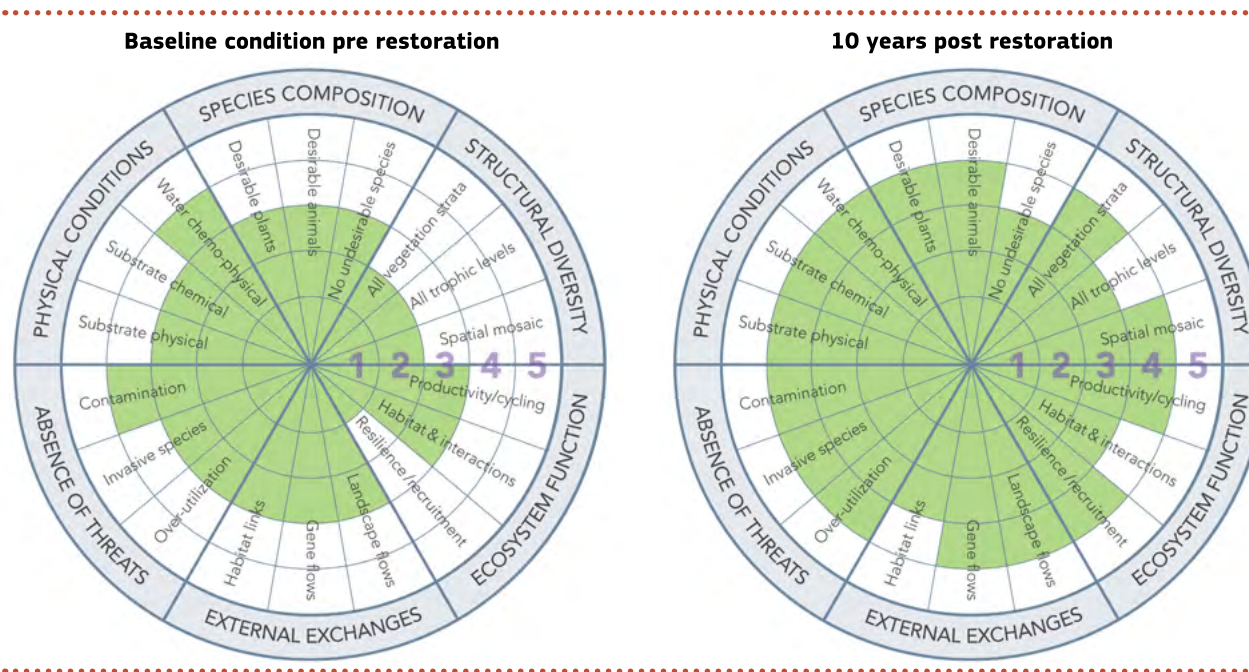 Baseline condition pre restoration
SPECIES COMPOSITION
STRUCTURAL DIVERSITY
ECOSYSTEM FUNCTION
EXTERNAL EXCHANGES
ABSENCE OF THREATS
PHYSICAL CONDITIONS
Desirable plants
Desirable animals
No undesirable species
All vegetation strata
All trophic levels
Spatial mosaic
1 2 3 4 5
Productivity/cycling
Habitat & interactions
Resilience/recruitment
Landscape flows
Gene flows
Habitat links
Over-utilization
Invasive species
Contamination
Substrate physical
Substrate chemical
Water chemo-physical
10 years post restoration
SPECIES COMPOSITION
STRUCTURAL DIVERSITY
ECOSYSTEM FUNCTION
EXTERNAL EXCHANGES
ABSENCE OF THREATS
PHYSICAL CONDITIONS
Desirable plants
Desirable animals
No undesirable species
All vegetation strata
All trophic levels
Spatial mosaic
1 2 3 4 5
Productivity/cycling
Habitat & interactions
Resilience/recruitment
Landscape flows
Gene flows
Habitat links
Over-utilization
Invasive species
Contamination
Substrate physical
Substrate chemical
Water chemo-physical